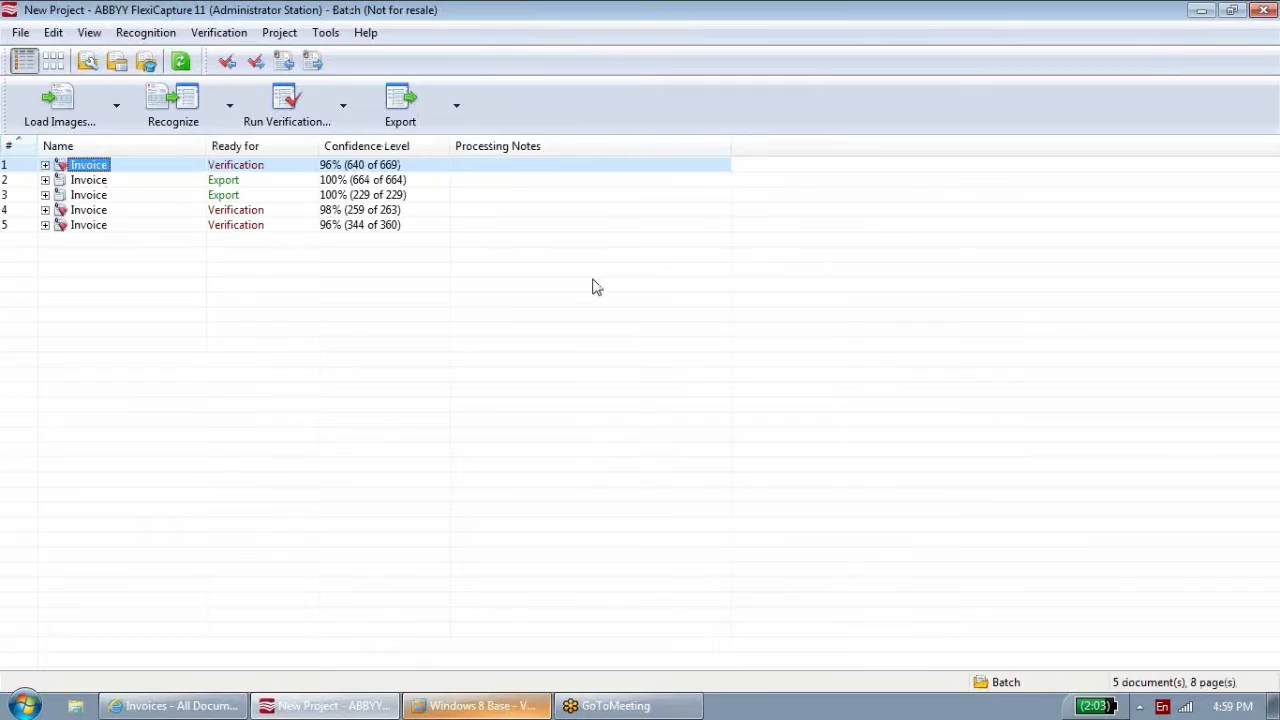 New Project - ABBYY FlexiCapture 11 (Administrator Station) - Batch (Not for resale)
File Edit View Recognition Verification Project Tools Help
Load Images... Recognize Run Verification... Export
# Name Ready for Confidence Level Processing Notes
1 Invoice Verification 96% (640 of 669)
2 Invoice Export 100% (664 of 664)
3 Invoice Export 100% (229 of 229)
4 Invoice Verification 98% (259 of 263)
5 Invoice Verification 96% (344 of 360)
Batch 5 document(s), 8 page(s)
Invoices - All Docum... New Project - ABBYY... Windows 8 Base - V... GoToMeeting (2:03) En 4:59 PM